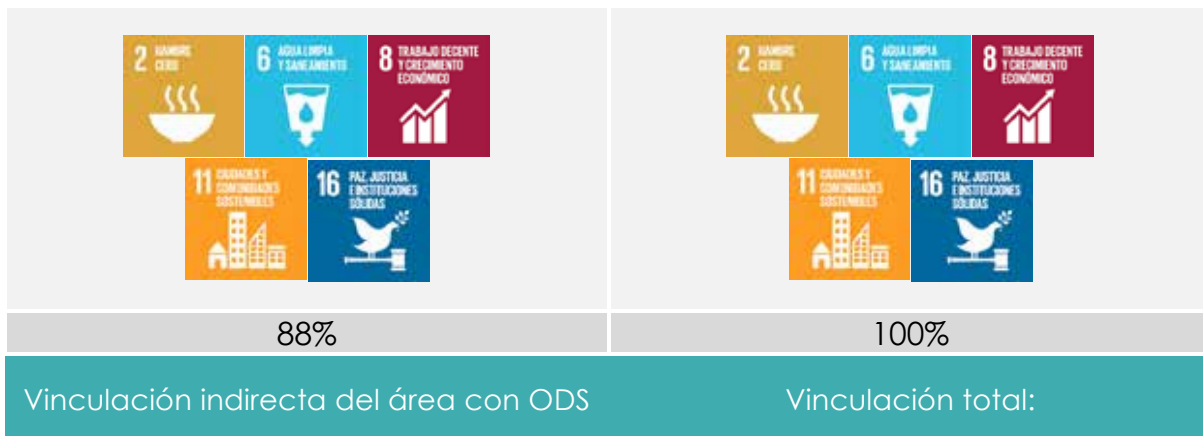 2 HAMBRE
CERO
6 AGUA LIMPIA
Y SANEAMIENTO
8 TRABAJO DECENTE
Y CRECIMIENTO
ECONÓMICO
11 CIUDADES Y
COMUNIDADES
SOSTENIBLES
16 PAZ, JUSTICIA
E INSTITUCIONES
SÓLIDAS
2 HAMBRE
CERO
6 AGUA LIMPIA
Y SANEAMIENTO
8 TRABAJO DECENTE
Y CRECIMIENTO
ECONÓMICO
11 CIUDADES Y
COMUNIDADES
SOSTENIBLES
16 PAZ, JUSTICIA
E INSTITUCIONES
SÓLIDAS
88%
100%
Vinculación indirecta del área con ODS
Vinculación total: